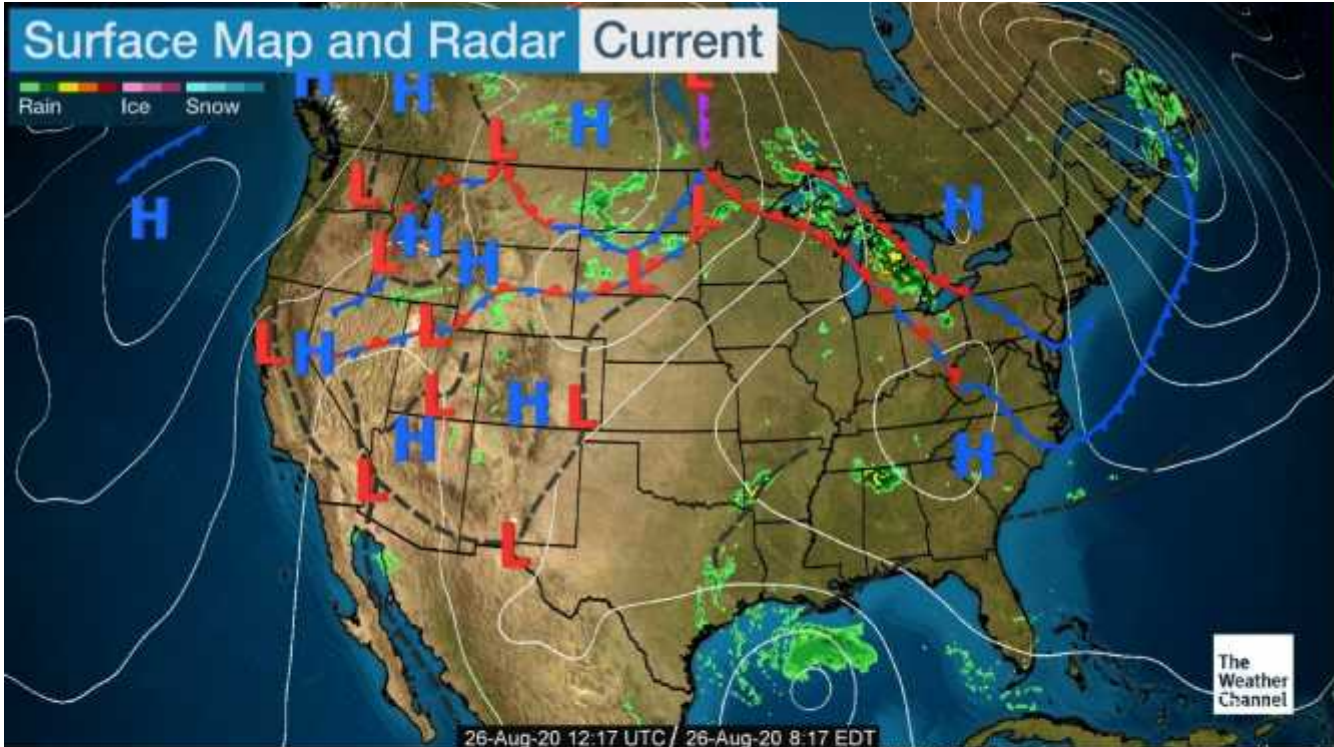 Surface Map and Radar Current
Rain Ice Snow
H
H
H
L
L
H
L
L
H
H
H
L
H
L
L
L
H
L
L
H
L
H
H
L
L
The
Weather
Channel
26-Aug-20 12:17 UTC / 26-Aug-20 8:17 EDT